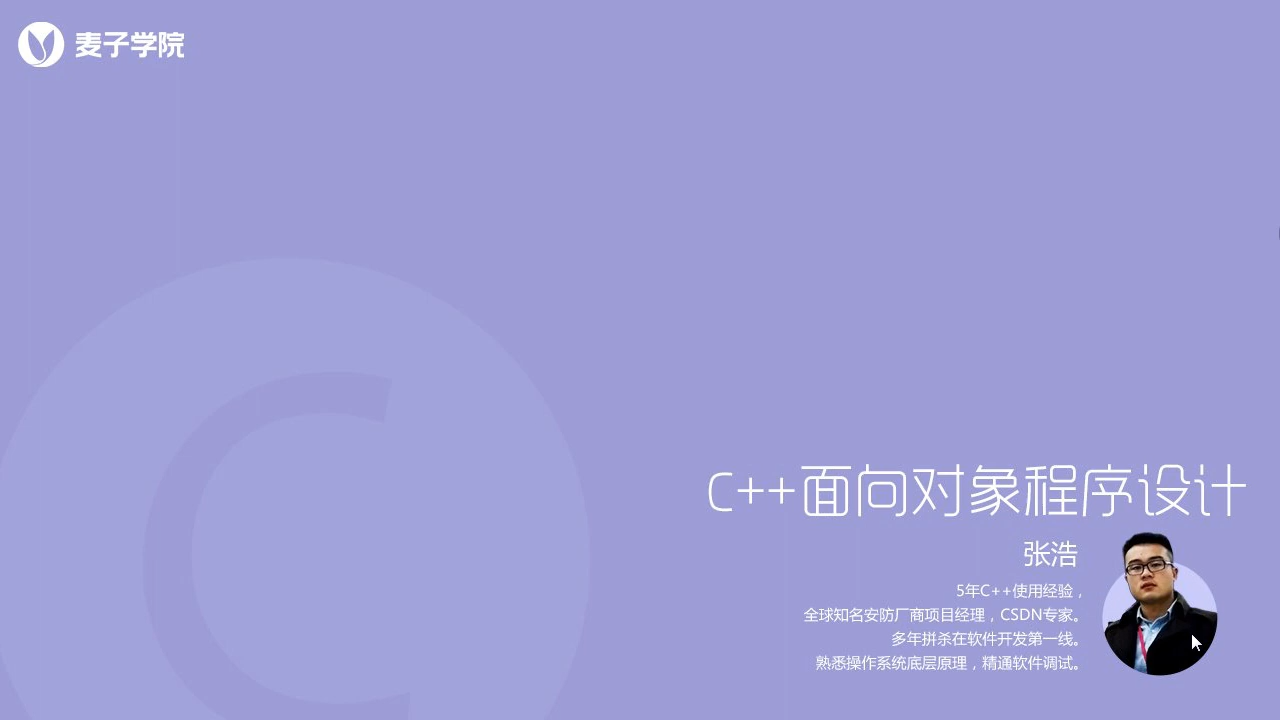 麦子学院
C++面向对象程序设计
张浩
5年C++使用经验，
全球知名安防厂商项目经理，CSDN专家。
多年拼杀在软件开发第一线。
熟悉操作系统底层原理，精通软件调试。